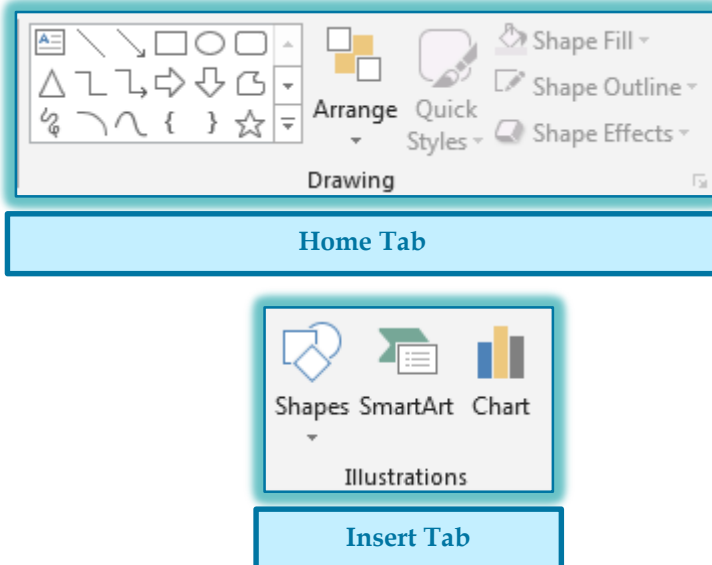 Shape Fill
Shape Outline
Arrange Quick
Styles
Shape Effects
Drawing
Home Tab
Shapes SmartArt Chart
Illustrations
Insert Tab